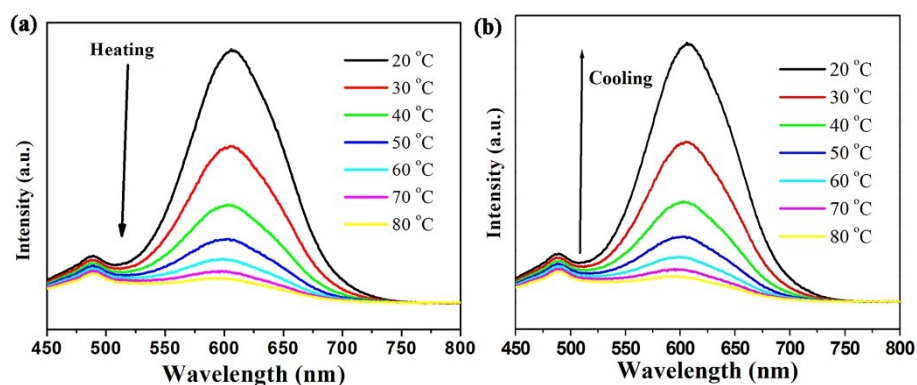 (a)
Heating
20 °C
30 °C
40 °C
50 °C
60 °C
70 °C
80 °C
Intensity (a.u.)
450 500 550 600 650 700 750 800
Wavelength (nm)
(b)
Cooling
20 °C
30 °C
40 °C
50 °C
60 °C
70 °C
80 °C
Intensity (a.u.)
450 500 550 600 650 700 750 800
Wavelength (nm)